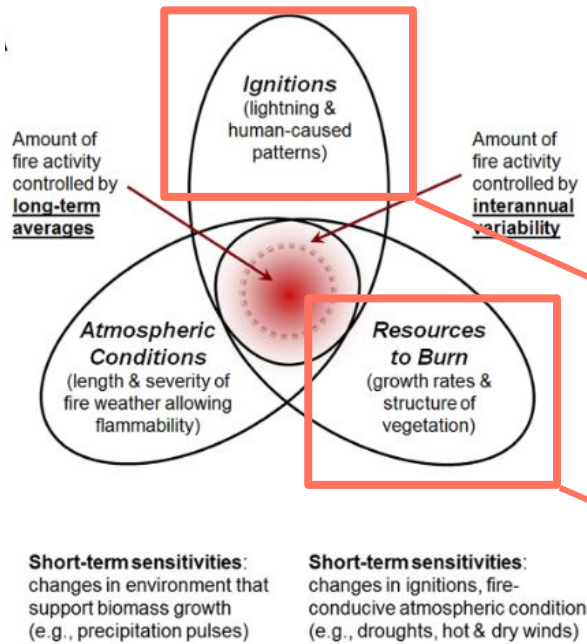 Ignitions
(lightning &
human-caused
patterns)
Amount of
fire activity
controlled by
long-term
averages
Amount of
fire activity
controlled by
interannual
variability
Atmospheric
Conditions
(length & severity of
fire weather allowing
flammability)
Resources
to Burn
(growth rates &
structure of
vegetation)
Short-term sensitivities:
changes in environment that
support biomass growth
(e.g., precipitation pulses)
Short-term sensitivities:
changes in ignitions, fire-
conducive atmospheric condition
(e.g., droughts, hot & dry winds)